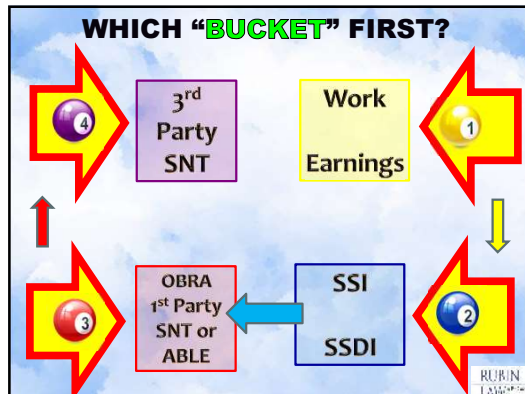 WHICH “BUCKET” FIRST?
4
3rd
Party
SNT
Work
Earnings
1
3
OBRA
1st Party
SNT or
ABLE
SSI
SSDI
2
RUBIN
LAW